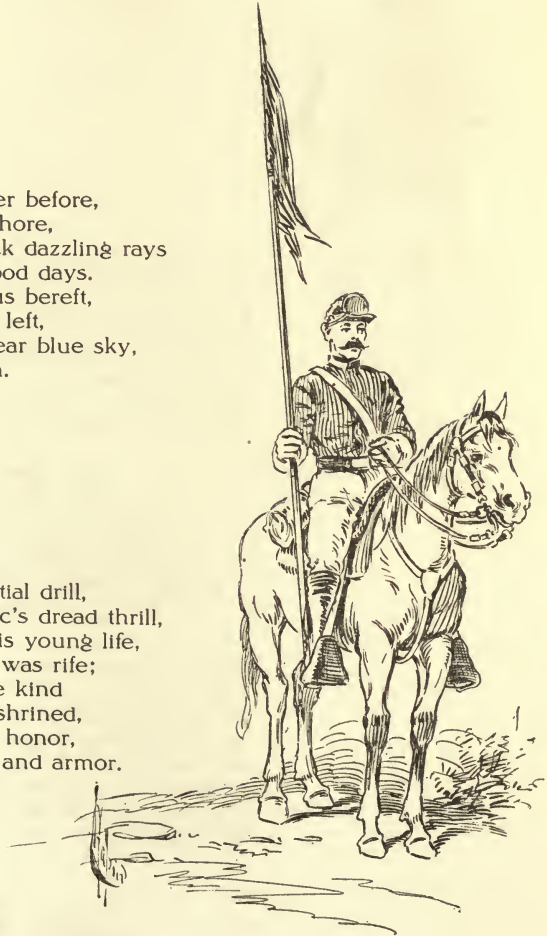 er before,
hore,
k dazzling rays
ood days.
us bereft,
left,
ear blue sky,
.
tial drill,
c's dread thrill,
is young life,
was rife;
e kind
shrined,
honor,
and armor.